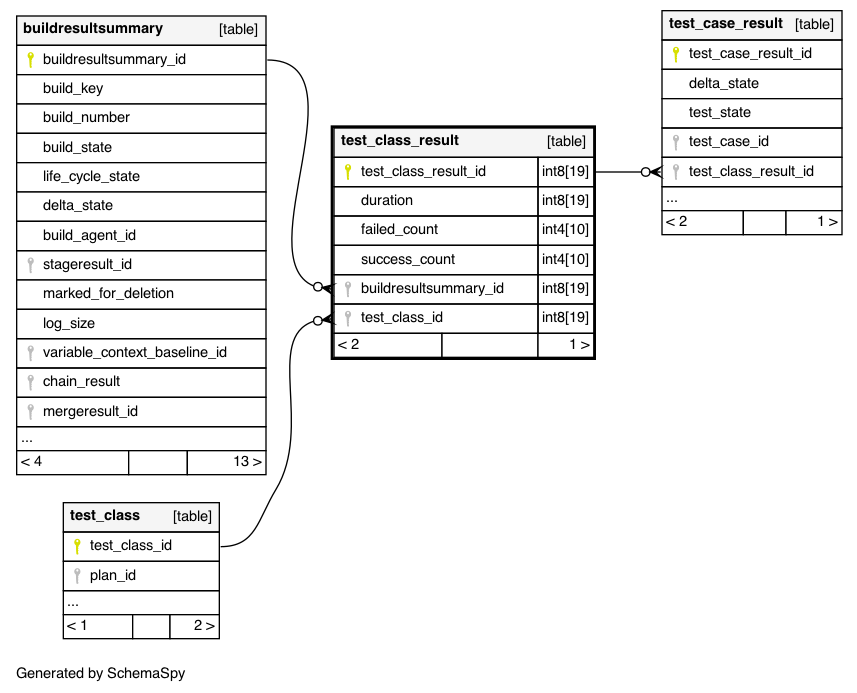 buildresultsummary [table]
buildresultsummary_id
build_key
build_number
build_state
life_cycle_state
delta_state
build_agent_id
stageresult_id
marked_for_deletion
log_size
variable_context_baseline_id
chain_result
mergeresult_id
...
< 4 13 >
test_class [table]
test_class_id
plan_id
...
< 1 2 >
test_class_result [table]
test_class_result_id int8[19]
duration int8[19]
failed_count int4[10]
success_count int4[10]
buildresultsummary_id int8[19]
test_class_id int8[19]
< 2 1 >
test_case_result [table]
test_case_result_id
delta_state
test_state
test_case_id
test_class_result_id
...
< 2 1 >
Generated by SchemaSpy